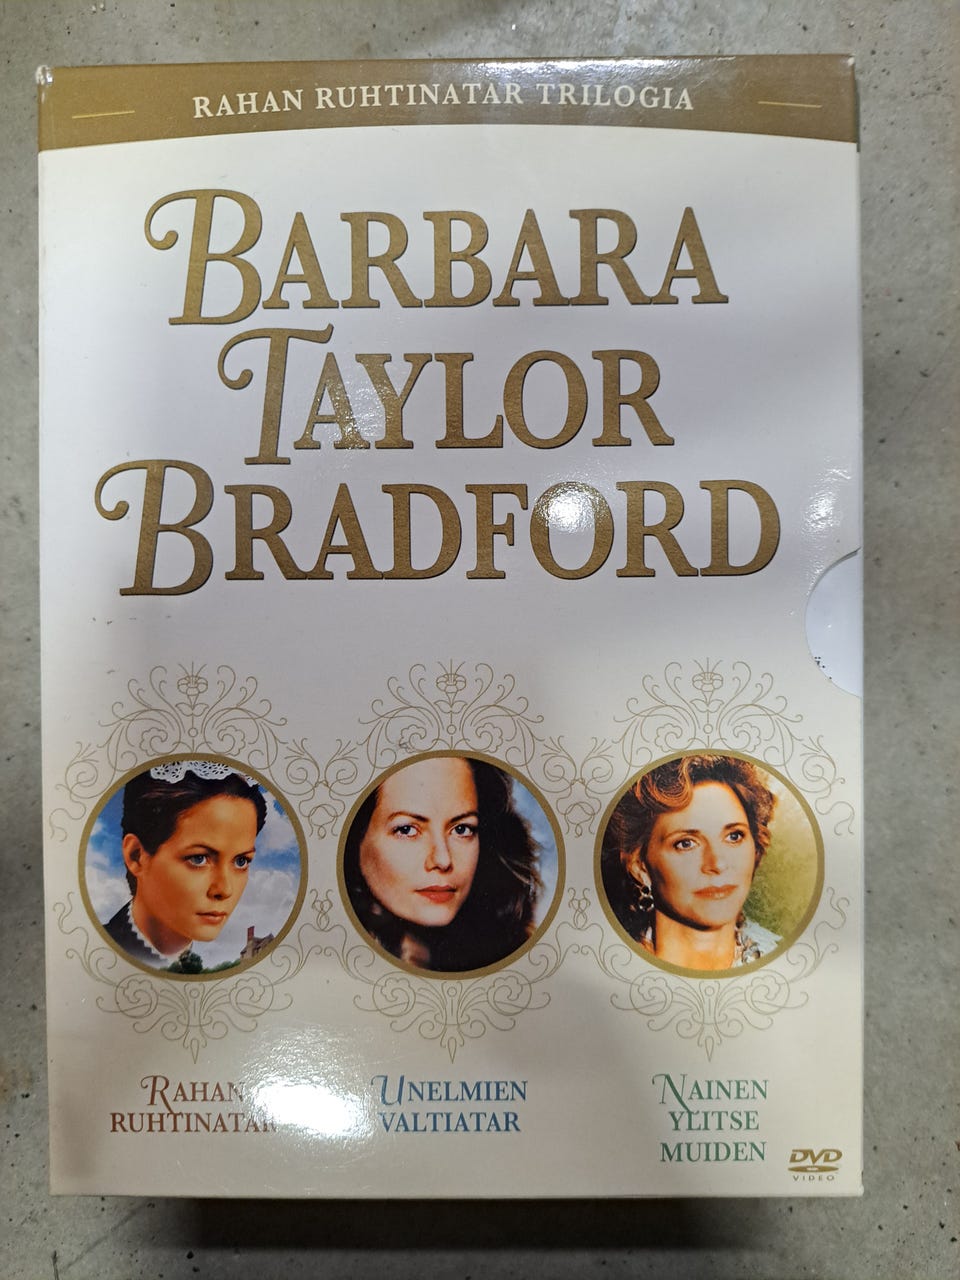 RAHAN RUHTINATAR TRILOGIA
BARBARA
TAYLOR
BRADFORD
RAHAN
RUHTINATAR
UNELMIEN
VALTIATAR
NAINEN
YLITSE
MUIDEN
DVD
VIDEO